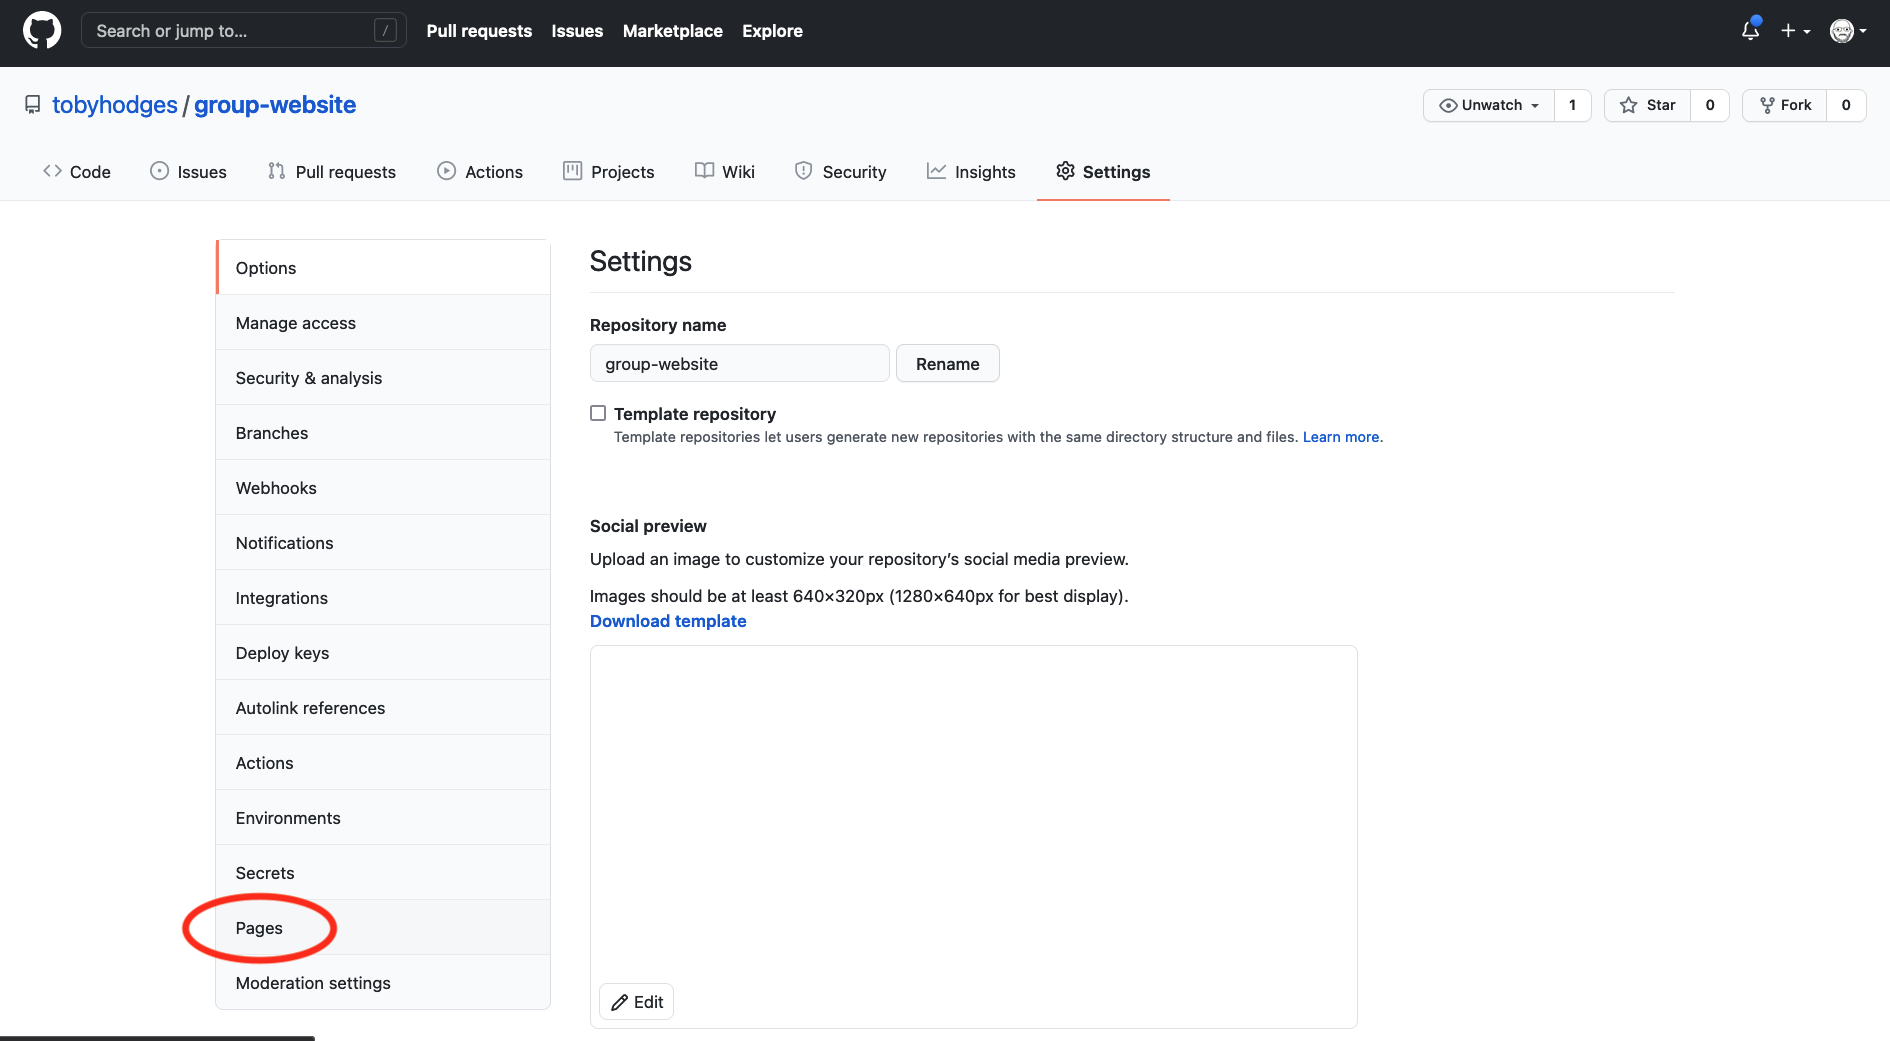 Search or jump to... / Pull requests Issues Marketplace Explore
tobyhodges / group-website Unwatch 1 Star 0 Fork 0
Code Issues Pull requests Actions Projects Wiki Security Insights Settings
Options
Manage access
Security & analysis
Branches
Webhooks
Notifications
Integrations
Deploy keys
Autolink references
Actions
Environments
Secrets
Pages
Moderation settings
Settings
Repository name
group-website Rename
Template repository
Template repositories let users generate new repositories with the same directory structure and files. Learn more.
Social preview
Upload an image to customize your repository’s social media preview.
Images should be at least 640×320px (1280×640px for best display).
Download template
Edit